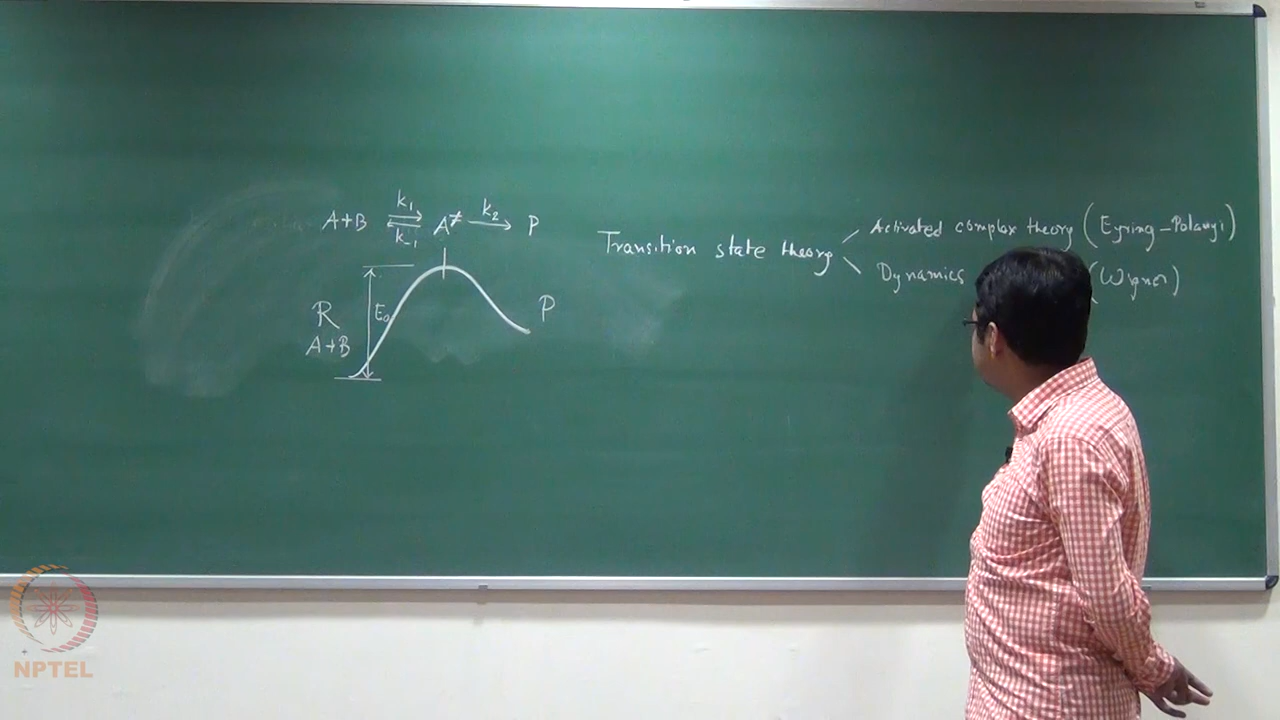 A+B k₁ ⇌ k₋₁ A≠ k₂ → P
E₀
R
A+B
P
Transition state theory
Activated complex theory (Eyring-Polanyi)
Dynamics (Wigner)
NPTEL